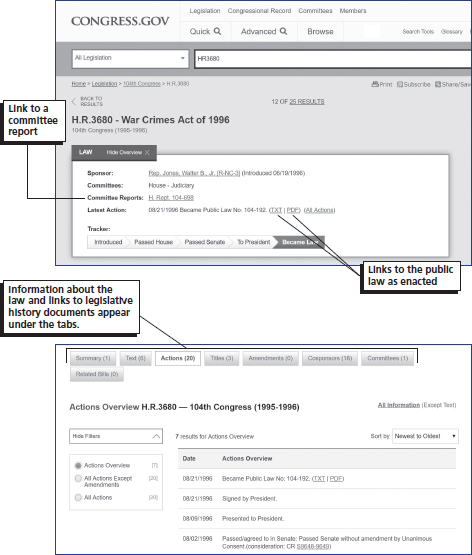 CONGRESS.GOV
Legislation Congressional Record Committees Members
Quick Advanced Browse Search Tools Glossary
All Legislation HR3680
Home > Legislation > 104th Congress > H.R.3680 Print Subscribe Share/Sav
BACK TO RESULTS
12 OF 25 RESULTS
H.R.3680 - War Crimes Act of 1996
104th Congress (1995-1996)
LAW Hide Overview X
Sponsor: Rep. Jones, Walter B., Jr. [R-NC-3] (Introduced 06/19/1996)
Committees: House - Judiciary
Committee Reports: H. Rept. 104-698
Latest Action: 08/21/1996 Became Public Law No: 104-192. (TXT | PDF) (All Actions)
Tracker:
Introduced Passed House Passed Senate To President Became Law
Link to a
committee
report
Links to the public
law as enacted
Information about the
law and links to legislative
history documents appear
under the tabs.
Summary (1) Text (6) Actions (20) Titles (3) Amendments (0) Cosponsors (16) Committees (1)
Related Bills (0)
Actions Overview H.R.3680 — 104th Congress (1995-1996) All Information (Except Text)
Hide Filters 7 results for Actions Overview Sort by Newest to Oldest
Actions Overview [7]
All Actions Except Amendments [20]
All Actions [20]
Date Actions Overview
08/21/1996 Became Public Law No: 104-192. (TXT | PDF)
08/21/1996 Signed by President.
08/09/1996 Presented to President.
08/02/1996 Passed/agreed to in Senate: Passed Senate without amendment by Unanimous
Consent.(consideration: CR S9648-9649)